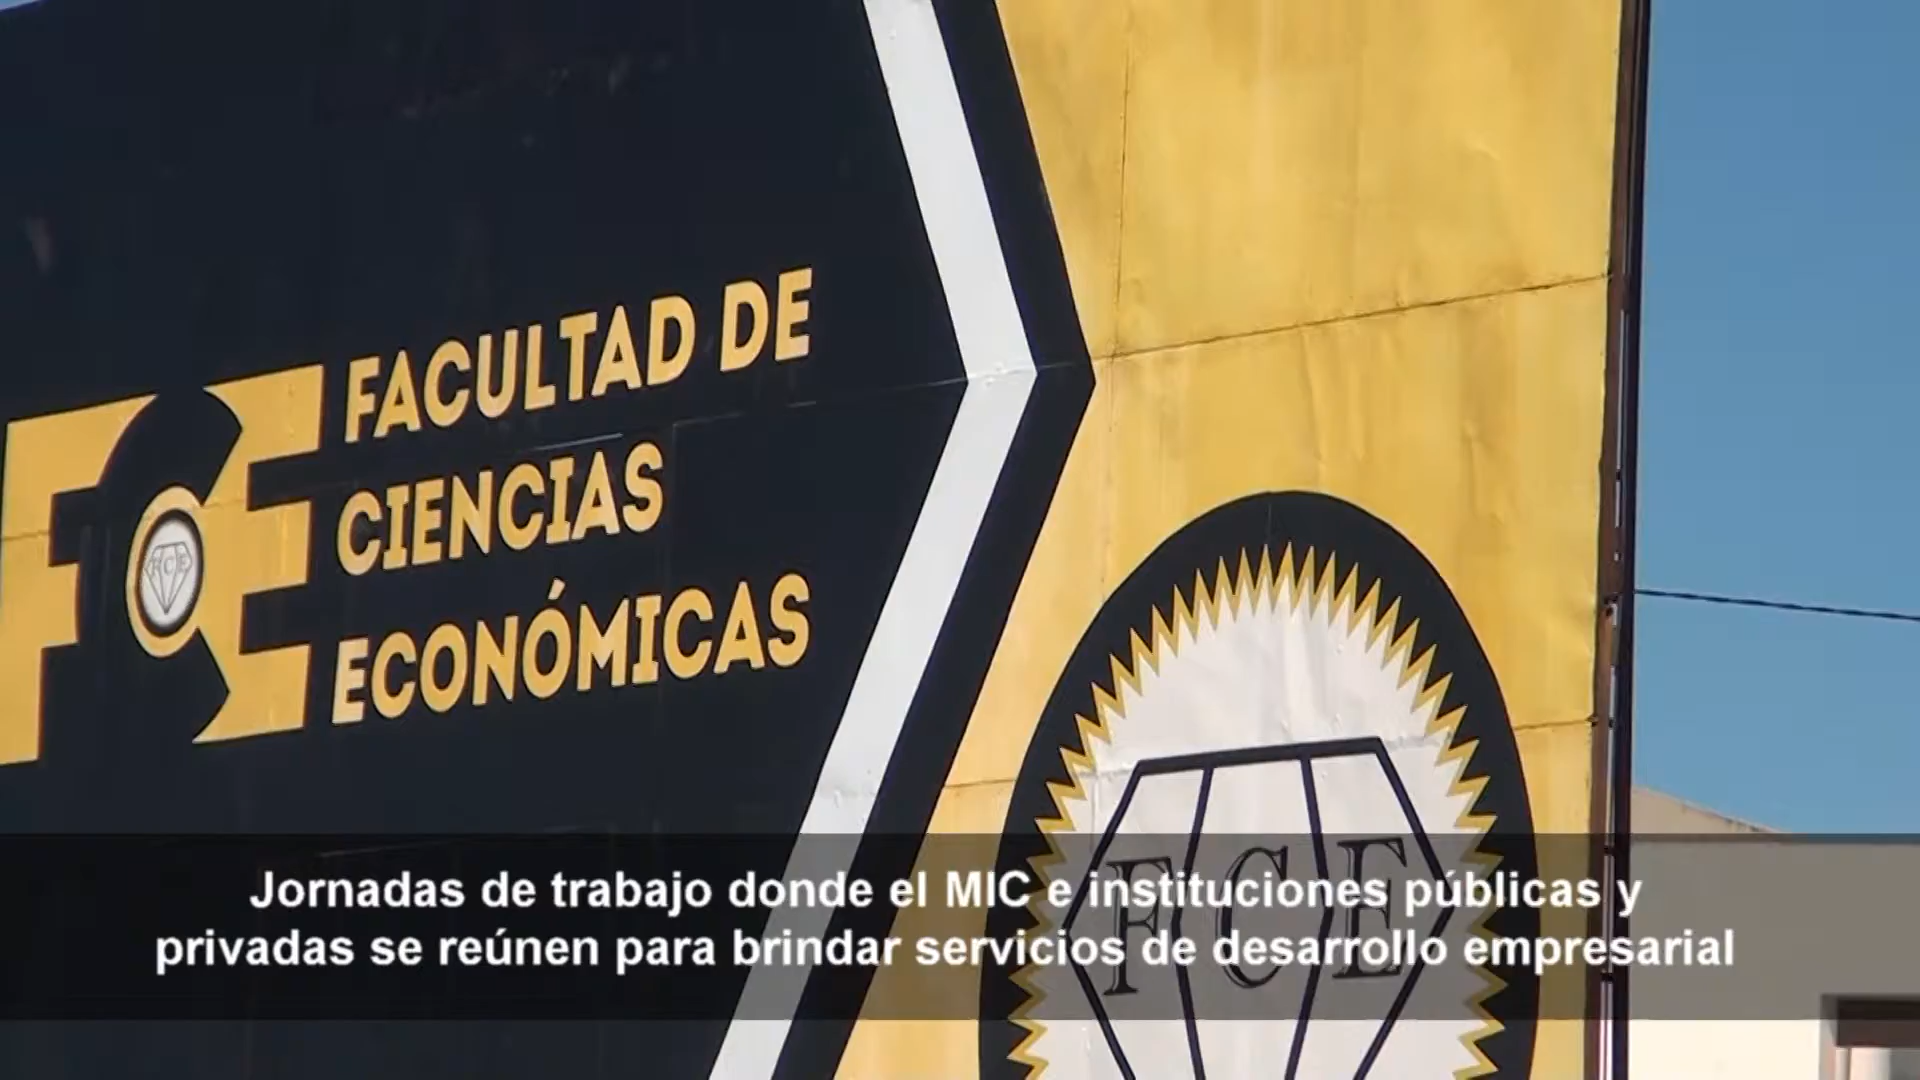 FACULTAD DE
CIENCIAS
ECONÓMICAS
FCE
FCE
FCE
Jornadas de trabajo donde el MIC e instituciones públicas y
privadas se reúnen para brindar servicios de desarrollo empresarial